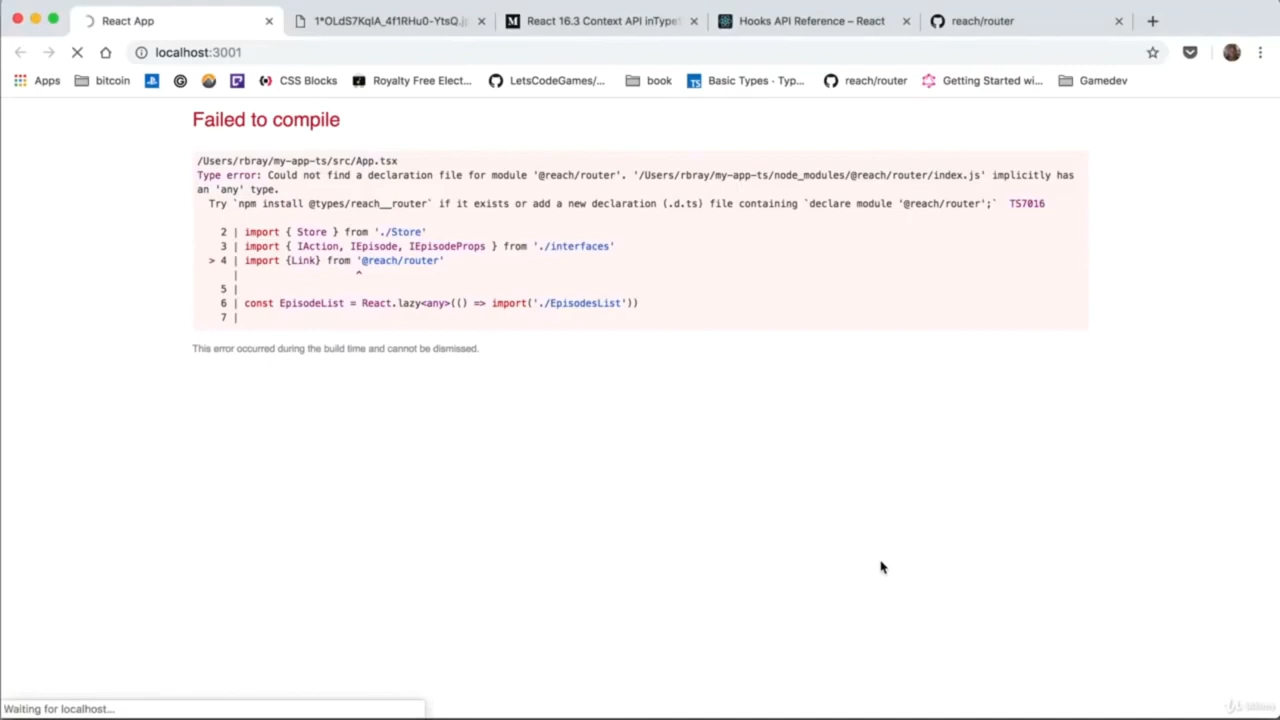 React App
1*OLdS7KqIA_4f1RHu0-YtsQ.j
React 16.3 Context API inTypeS
Hooks API Reference – React
reach/router
localhost:3001
Apps
bitcoin
CSS Blocks
Royalty Free Elect...
LetsCodeGames/...
book
Basic Types - Typ...
reach/router
Getting Started wi...
Gamedev
Failed to compile
/Users/rbray/my-app-ts/src/App.tsx
Type error: Could not find a declaration file for module '@reach/router'. '/Users/rbray/my-app-ts/node_modules/@reach/router/index.js' implicitly has
an 'any' type.
Try `npm install @types/reach__router` if it exists or add a new declaration (.d.ts) file containing `declare module '@reach/router';` TS7016
2 | import { Store } from './Store'
3 | import { IAction, IEpisode, IEpisodeProps } from './interfaces'
> 4 | import {Link} from '@reach/router'
| ^
5 |
6 | const EpisodeList = React.lazy<any>(() => import('./EpisodesList'))
7 |
This error occurred during the build time and cannot be dismissed.
Waiting for localhost...